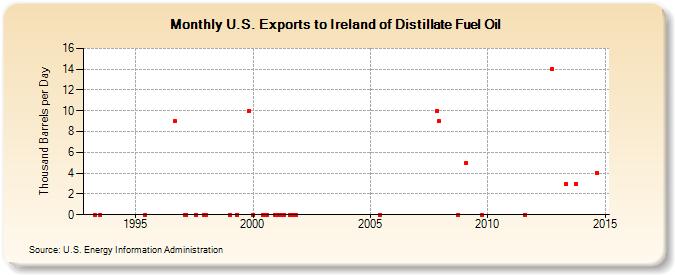 Monthly U.S. Exports to Ireland of Distillate Fuel Oil
Thousand Barrels per Day
16
14
12
10
8
6
4
2
0
1995 2000 2005 2010 2015
Source: U.S. Energy Information Administration